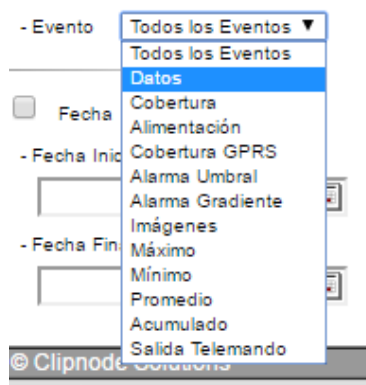 - Evento Todos los Eventos ▼
Todos los Eventos
Datos
Cobertura
Alimentación
Fecha
Cobertura GPRS
- Fecha Inic
Alarma Umbral
Alarma Gradiente
Imágenes
Máximo
- Fecha Fin
Mínimo
Promedio
Acumulado
Salida Telemando
© Clipnode Solutions